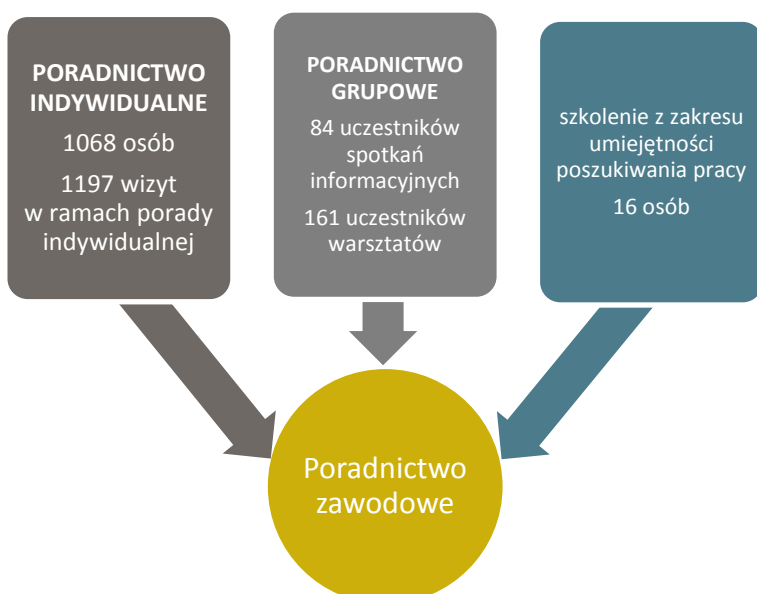 PORADNICTWO
INDYWIDUALNE
1068 osób
1197 wizyt
w ramach porady
indywidualnej
PORADNICTWO
GRUPOWE
84 uczestników
spotkań
informacyjnych
161 uczestników
warsztatów
szkolenie z zakresu
umiejętności
poszukiwania pracy
16 osób
Poradnictwo
zawodowe